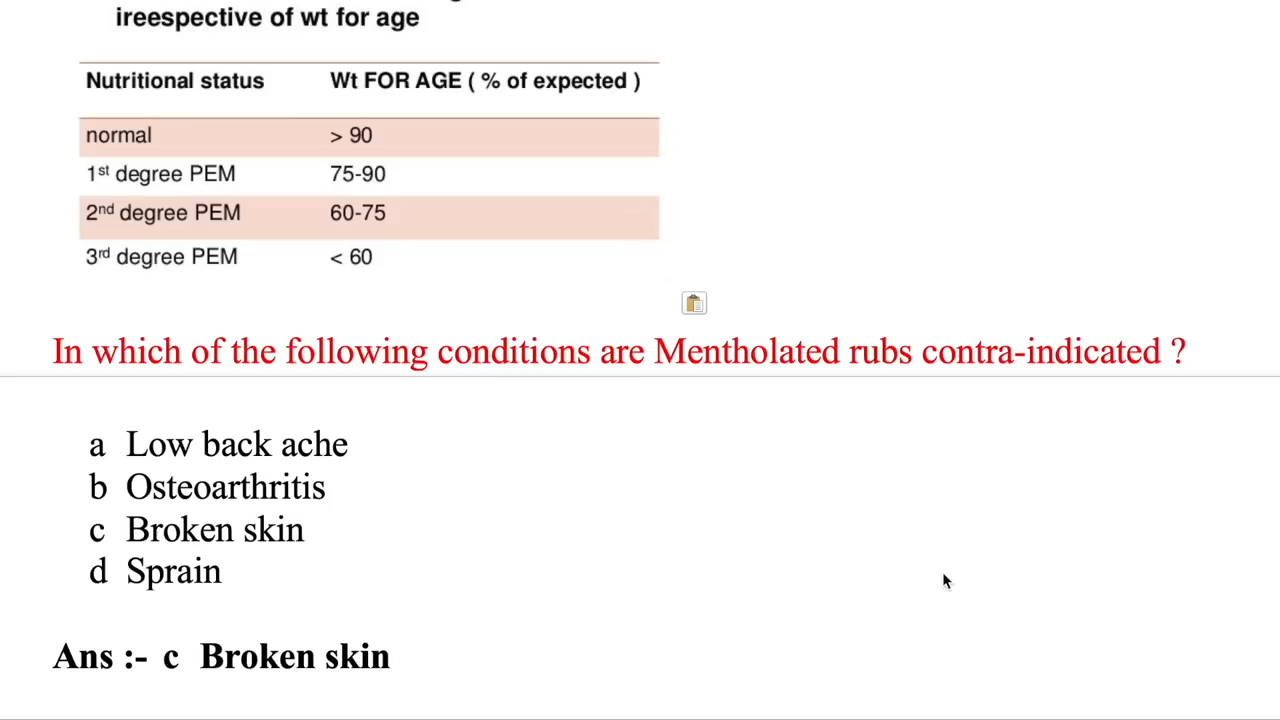 ireespective of wt for age
Nutritional status Wt FOR AGE ( % of expected )
normal > 90
1st degree PEM 75-90
2nd degree PEM 60-75
3rd degree PEM < 60
In which of the following conditions are Mentholated rubs contra-indicated ?
a Low back ache
b Osteoarthritis
c Broken skin
d Sprain
Ans :- c Broken skin